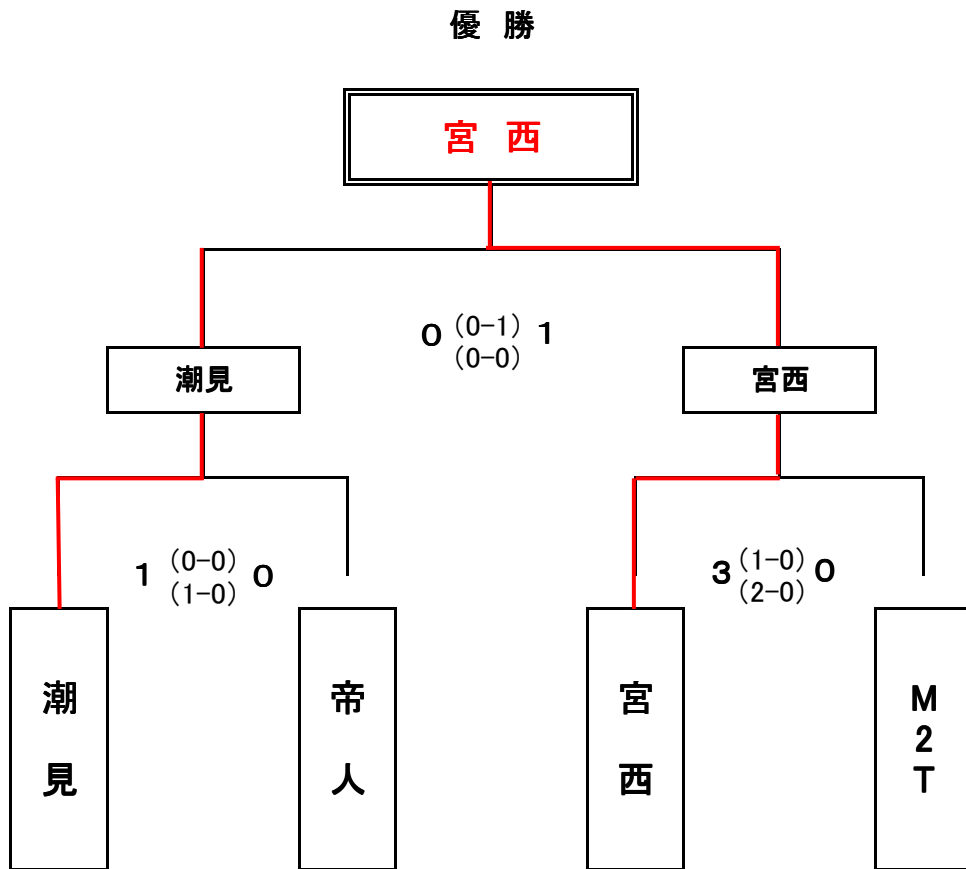 優 勝
宮 西
0 (0-1) 1
(0-0)
潮見
宮西
1 (0-0) 0
(1-0)
3 (1-0) 0
(2-0)
潮見
帝人
宮西
M2T